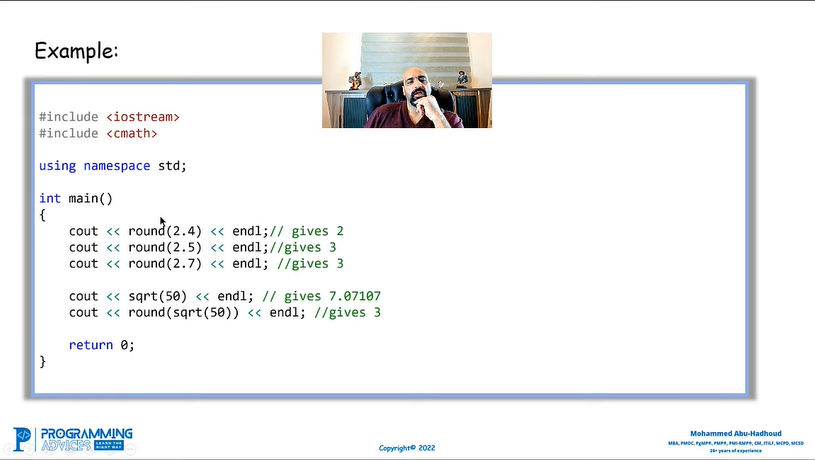 Example:
#include <iostream>
#include <cmath>
using namespace std;
int main()
{
cout << round(2.4) << endl;// gives 2
cout << round(2.5) << endl;//gives 3
cout << round(2.7) << endl; //gives 3
cout << sqrt(50) << endl; // gives 7.07107
cout << round(sqrt(50)) << endl; //gives 3
return 0;
}
PROGRAMMING
ADVICES
LEARN THE
RIGHT WAY
Copyright© 2022
Mohammed Abu-Hadhoud
MBA, PMOC, PgMP®, PMP®, PMI-RMP®, CM, ITILF, MCPD, MCSD
26+ years of experience